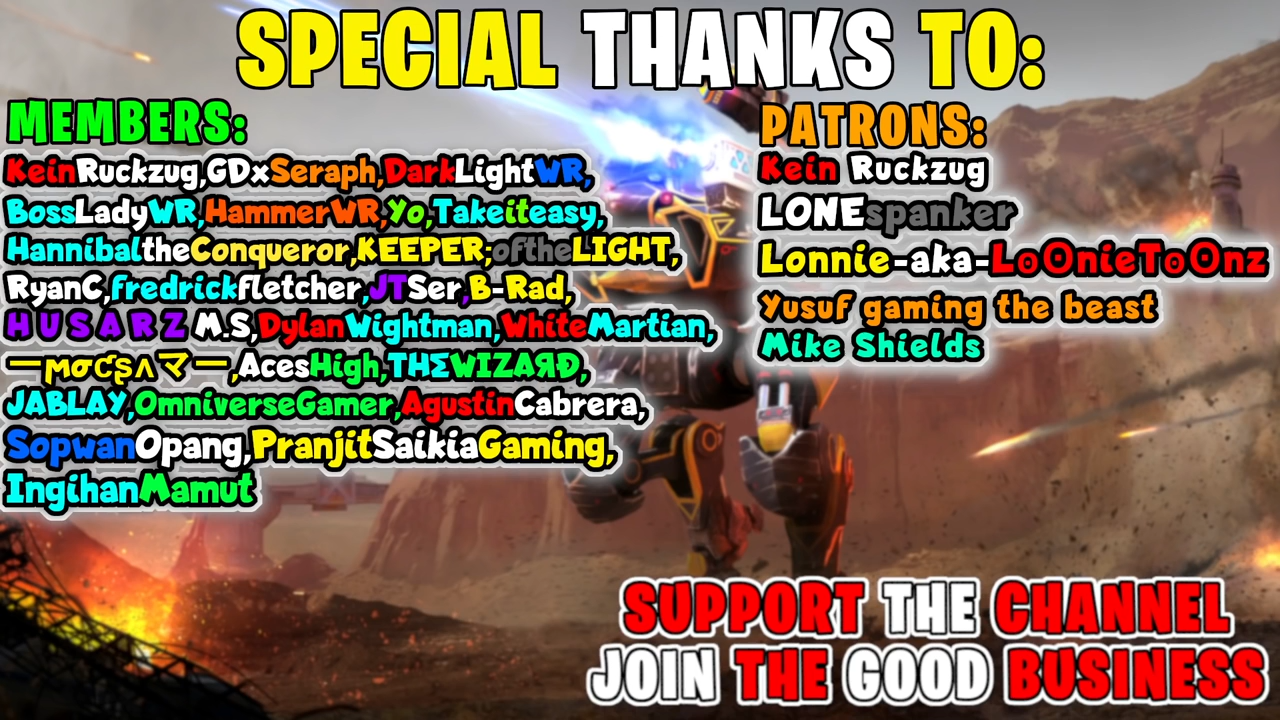 SPECIAL THANKS TO:
MEMBERS:
KeinRuckzug,GDxSeraph,DarkLightWR,
BossLadyWR,HammerWR,Yo,Takeiteasy,
HannibaltheConqueror,KEEPER;oftheLIGHT,
RyanC,fredrickfletcher,JTSer,B-Rad,
H U S A R Z M.S,DylanWightman,WhiteMartian,
AcesHigh,THΣWIZAЯĐ,
JABLAY,OmniverseGamer,AgustinCabrera,
SopwanOpang,PranjitSaikiaGaming,
IngihanMamut
PATRONS:
Kein Ruckzug
LONEspanker
Lonnie-aka-LʘʘnieTʘʘnz
Yusuf gaming the beast
Mike Shields
SUPPORT THE CHANNEL
JOIN THE GOOD BUSINESS